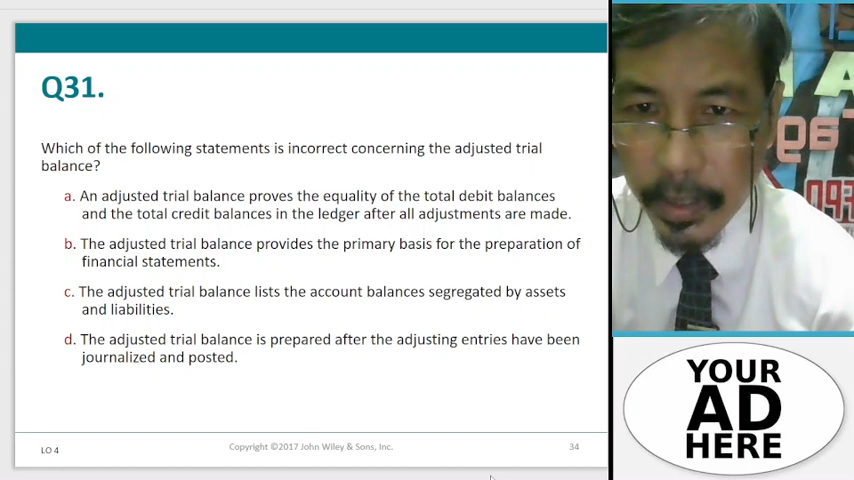 Q31.
Which of the following statements is incorrect concerning the adjusted trial
balance?
a. An adjusted trial balance proves the equality of the total debit balances
and the total credit balances in the ledger after all adjustments are made.
b. The adjusted trial balance provides the primary basis for the preparation of
financial statements.
c. The adjusted trial balance lists the account balances segregated by assets
and liabilities.
d. The adjusted trial balance is prepared after the adjusting entries have been
journalized and posted.
LO 4
Copyright ©2017 John Wiley & Sons, Inc.
34
YOUR
AD
HERE